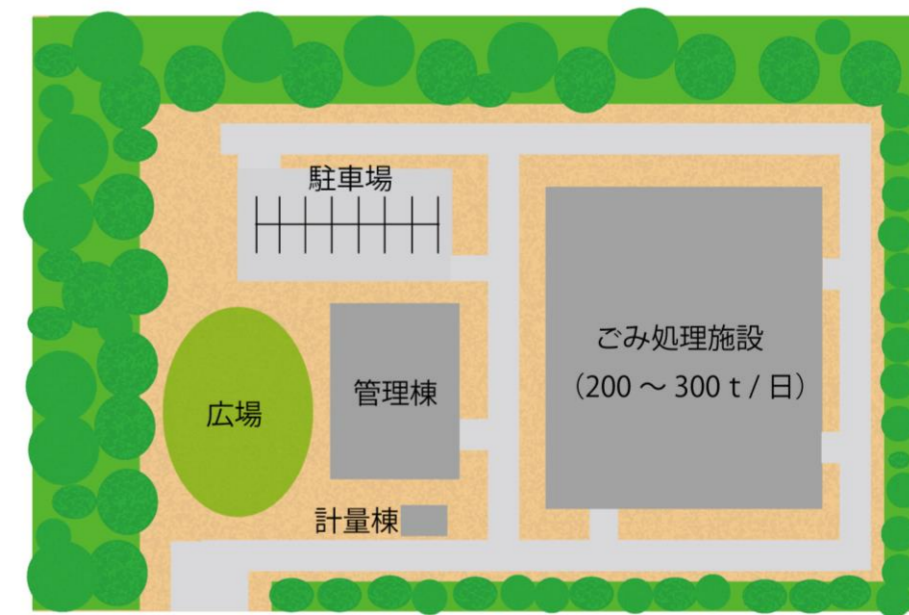 駐車場
ごみ処理施設
（200 ～ 300 t / 日）
管理棟
広場
計量棟